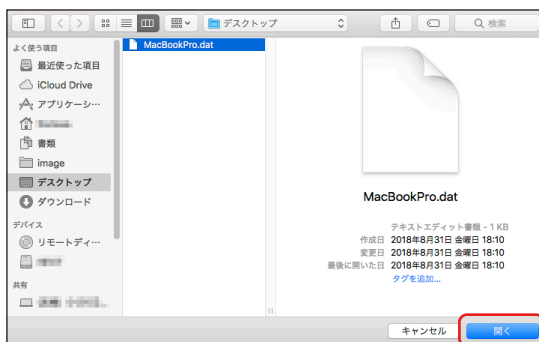 デスクトップ
検索
よく使う項目
最近使った項目
iCloud Drive
アプリケーシ…
書類
image
デスクトップ
ダウンロード
デバイス
リモートディ…
共有
MacBookPro.dat
MacBookPro.dat
テキストエディット書類 - 1 KB
作成日 2018年8月31日 金曜日 18:10
変更日 2018年8月31日 金曜日 18:10
最後に開いた日 2018年8月31日 金曜日 18:10
タグを追加...
キャンセル
開く